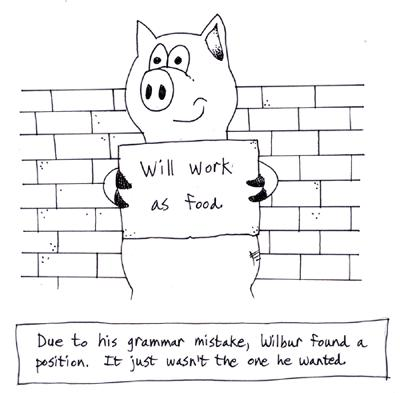 Will work
as food.
Due to his grammar mistake, Wilbur found a
position. It just wasn't the one he wanted.